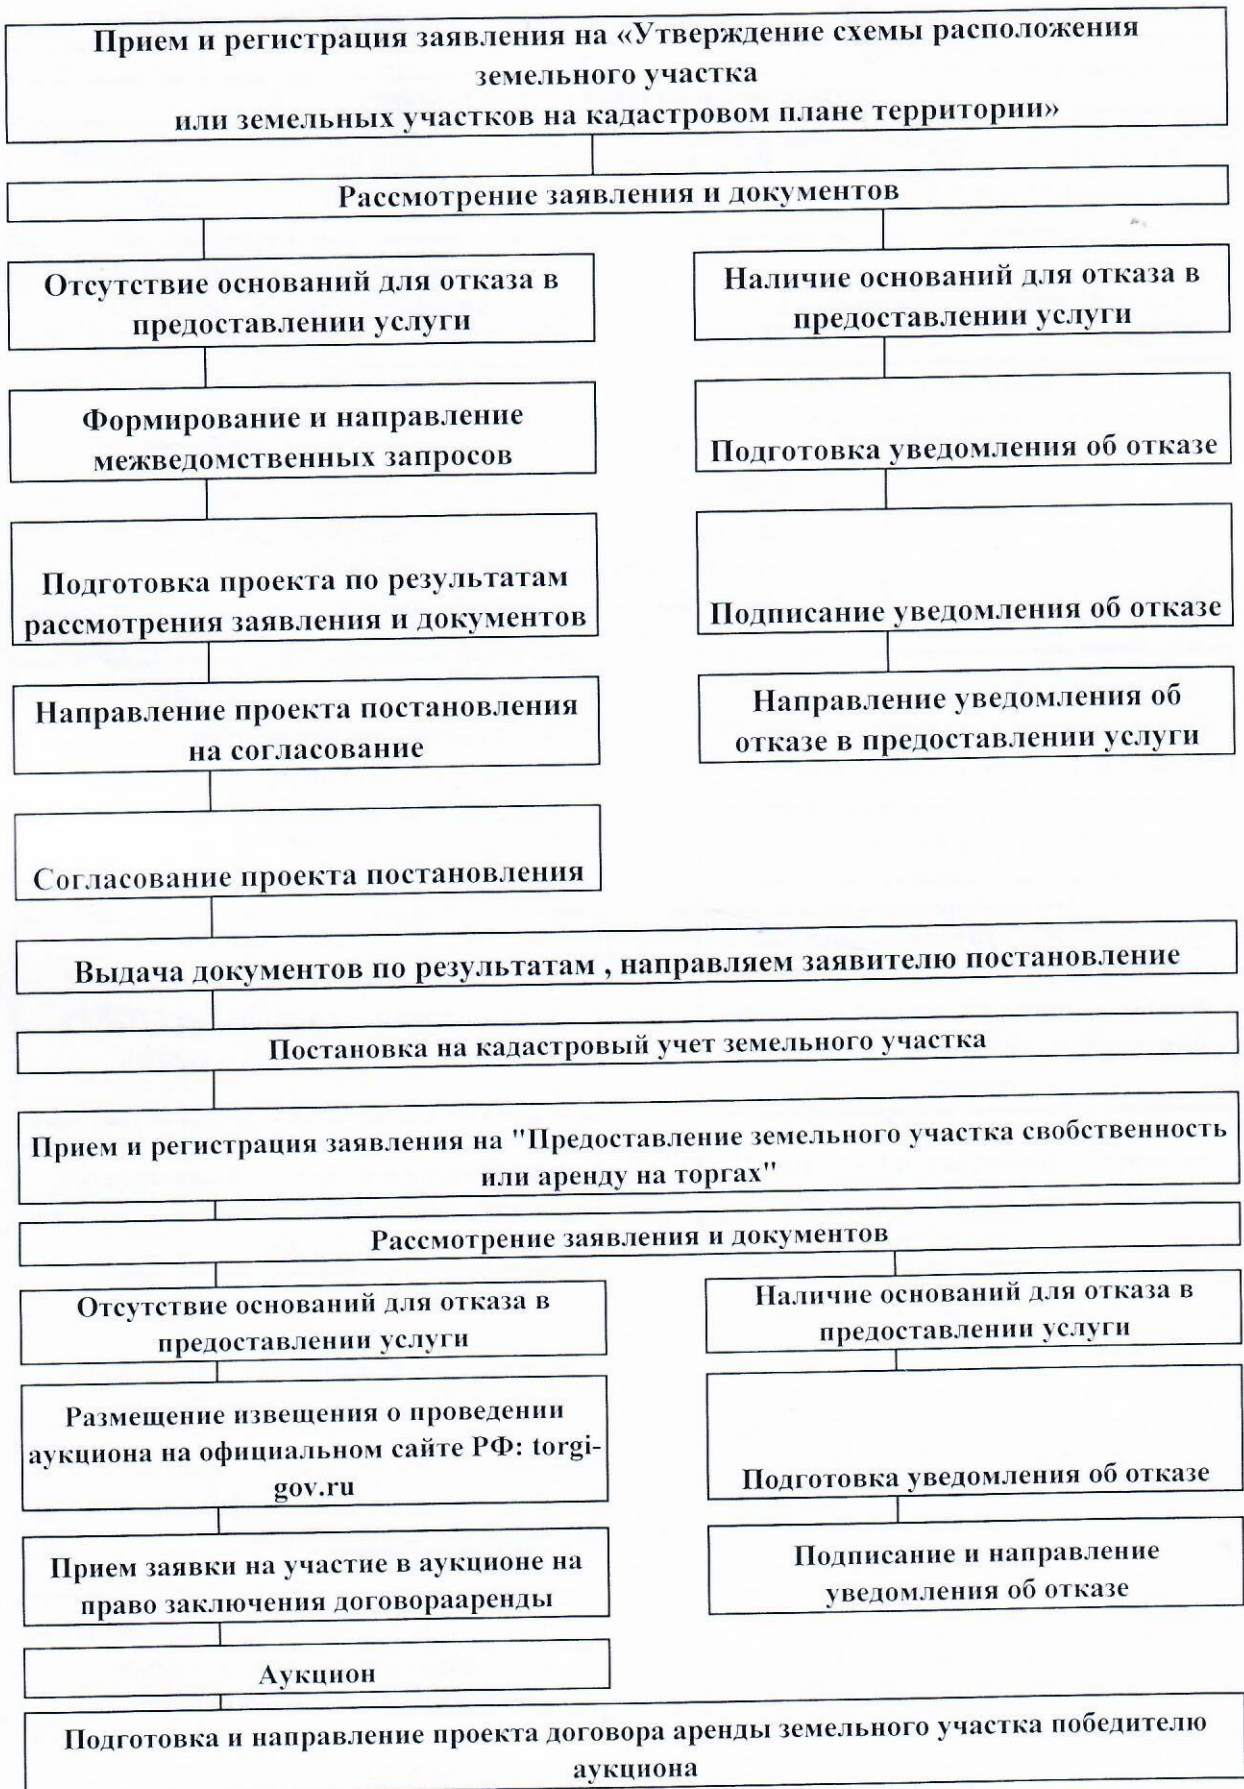 Прием и регистрация заявления на «Утверждение схемы расположения
земельного участка
или земельных участков на кадастровом плане территории»
Рассмотрение заявления и документов
Отсутствие оснований для отказа в
предоставлении услуги
Наличие оснований для отказа в
предоставлении услуги
Формирование и направление
межведомственных запросов
Подготовка уведомления об отказе
Подготовка проекта по результатам
рассмотрения заявления и документов
Подписание уведомления об отказе
Направление проекта постановления
на согласование
Направление уведомления об
отказе в предоставлении услуги
Согласование проекта постановления
Выдача документов по результатам , направляем заявителю постановление
Постановка на кадастровый учет земельного участка
Прием и регистрация заявления на "Предоставление земельного участка свобственность
или аренду на торгах"
Рассмотрение заявления и документов
Отсутствие оснований для отказа в
предоставлении услуги
Наличие оснований для отказа в
предоставлении услуги
Размещение извещения о проведении
аукциона на официальном сайте РФ: torgi-
gov.ru
Подготовка уведомления об отказе
Прием заявки на участие в аукционе на
право заключения договорааренды
Подписание и направление
уведомления об отказе
Аукцион
Подготовка и направление проекта договора аренды земельного участка победителю
аукциона